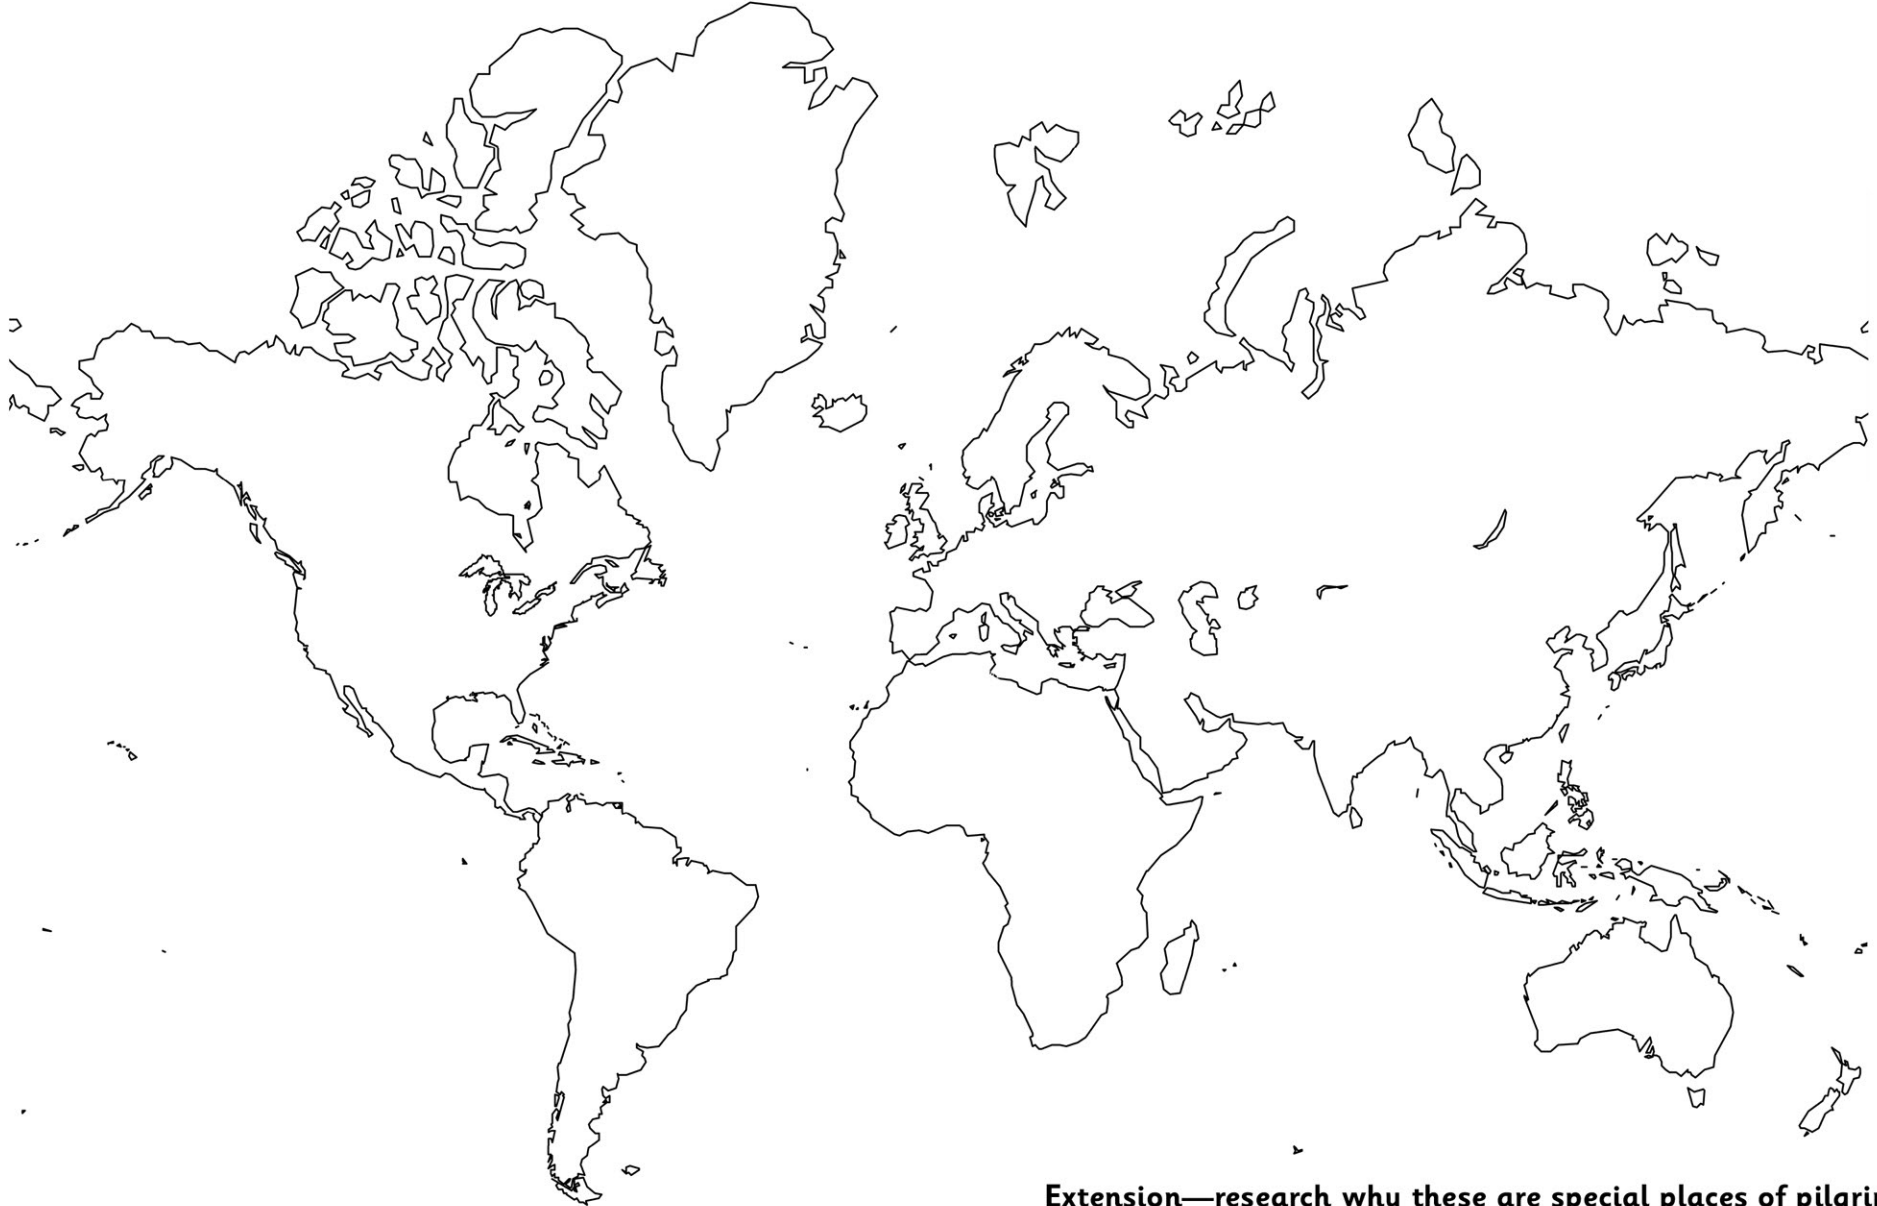 Extension—research why these are special places of